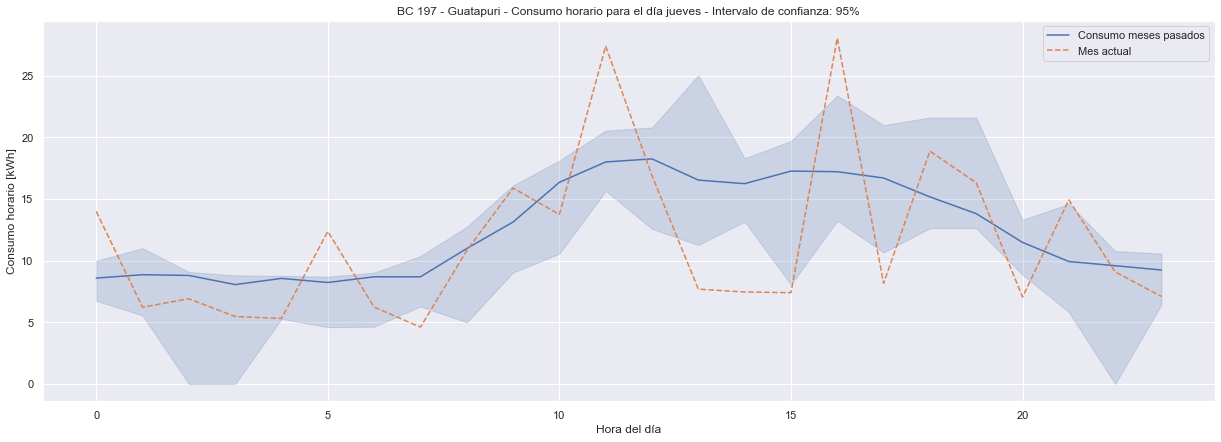 BC 197 - Guatapuri - Consumo horario para el día jueves - Intervalo de confianza: 95%
Consumo meses pasados
Mes actual
Consumo horario [kWh]
25
20
15
10
5
0
0 5 10 15 20
Hora del día